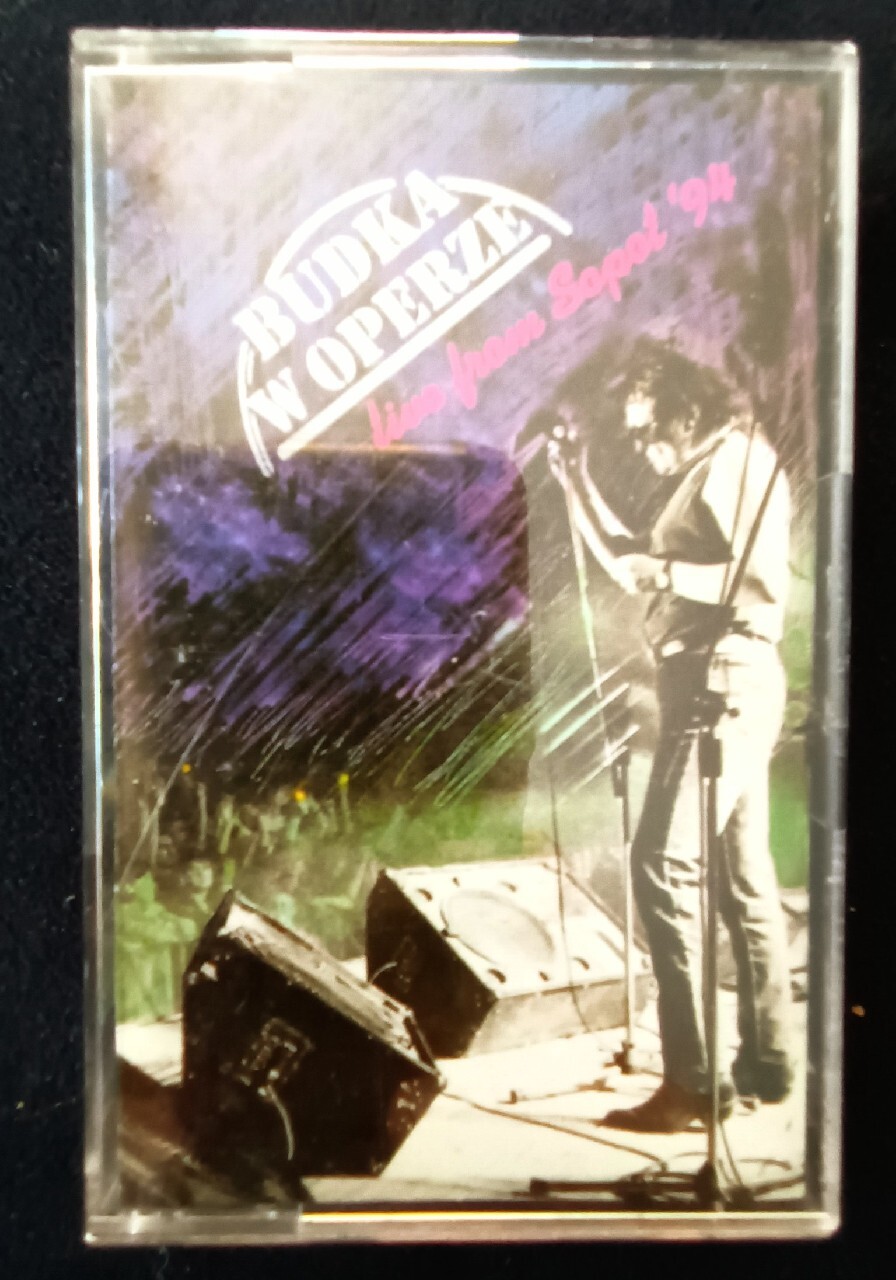 BUDKA
W OPERZE
live from Sopot '94